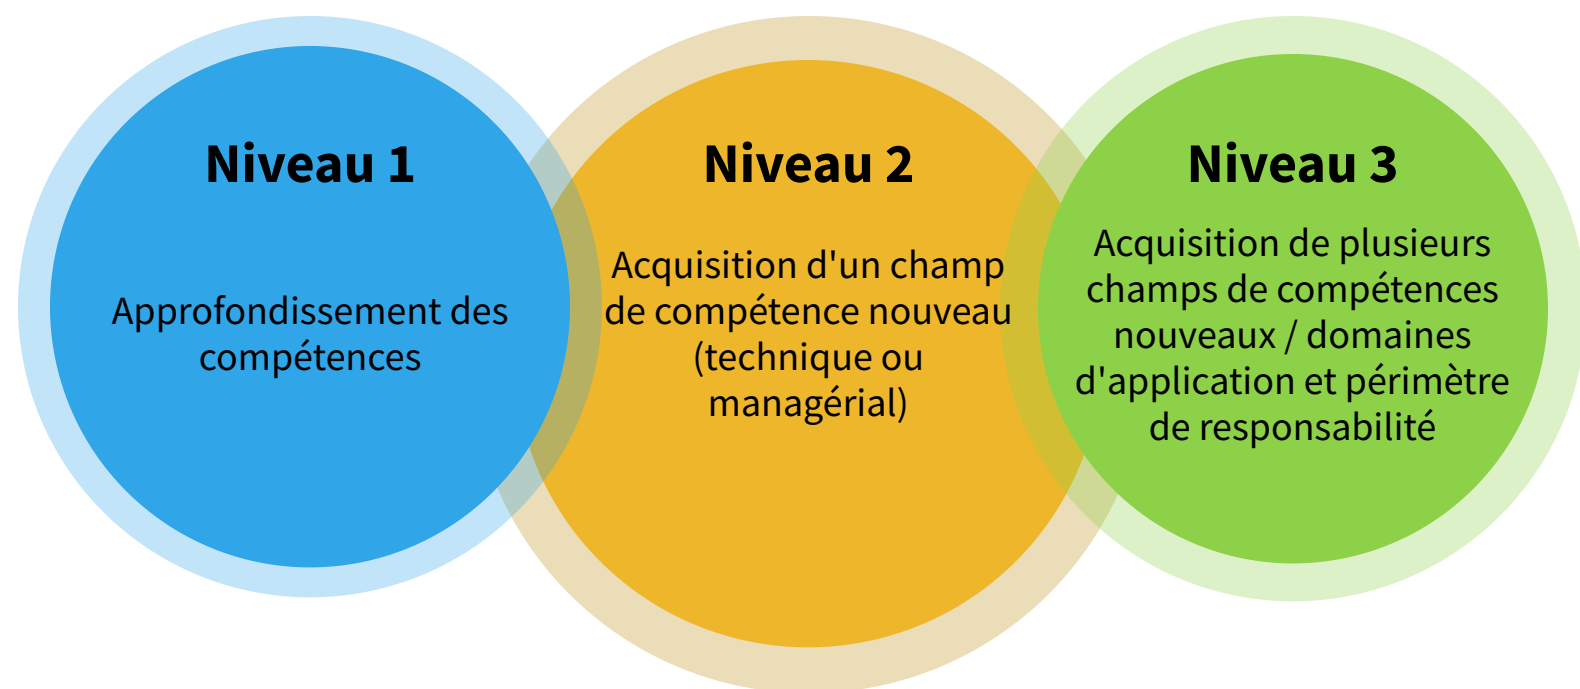 Niveau 1
Approfondissement des
compétences
Niveau 2
Acquisition d'un champ
de compétence nouveau
(technique ou
managérial)
Niveau 3
Acquisition de plusieurs
champs de compétences
nouveaux / domaines
d'application et périmètre
de responsabilité